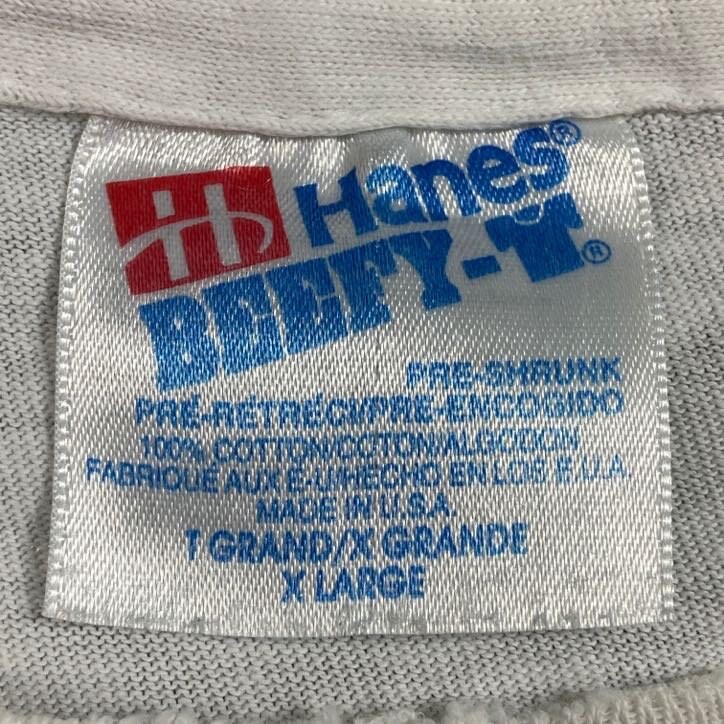 H Hanes®
BEEFY-T®
PRE-SHRUNK
PRÉ-RÉTRÉCI/PRE-ENCOGIDO
100% COTTON/COTON/ALGODON
FABRIQUÉ AUX É-U/HECHO EN LOS E.U.A.
MADE IN U.S.A.
T GRAND/X GRANDE
X LARGE